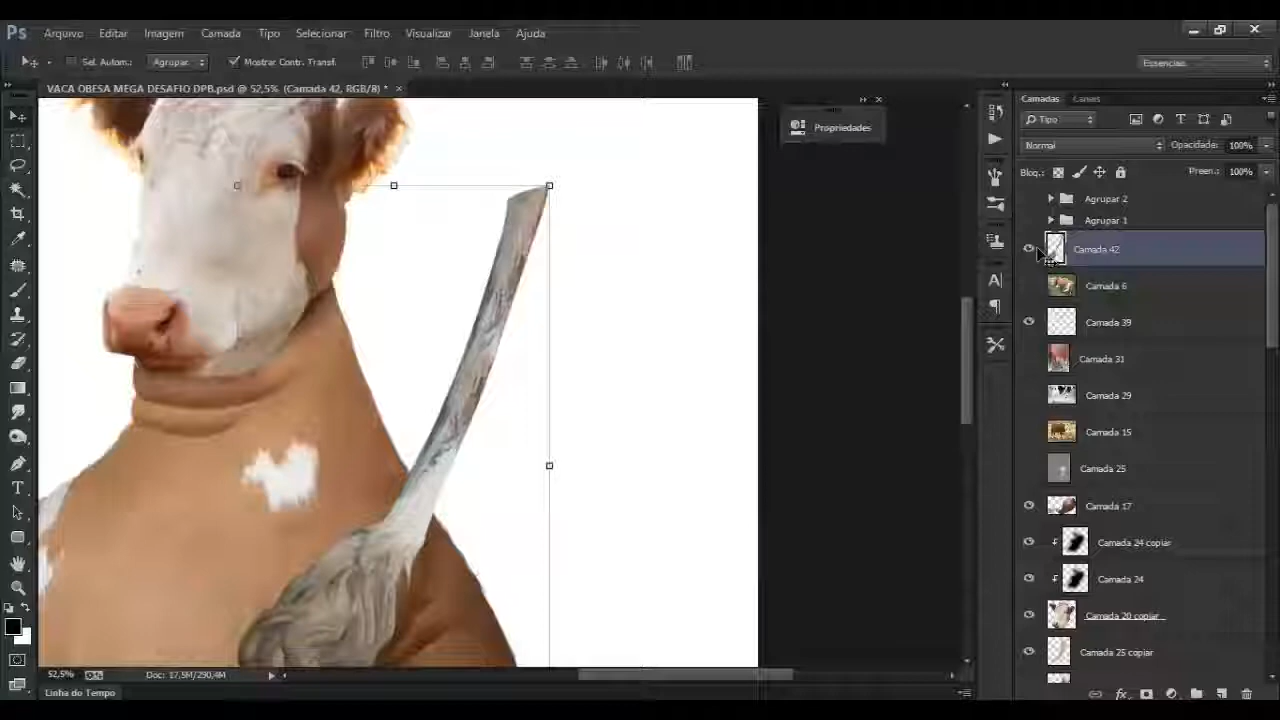 Ps Arquivo Editar Imagem Camada Tipo Selecionar Filtro Visualizar Janela Ajuda
Sel. Autom.: Agrupar Mostrar Contr. Transf. Essenciais
VACA OBESA MEGA DESAFIO DPB.psd @ 52,5% (Camada 42, RGB/8) * ×
Camadas Canais
Propriedades
Tipo
Normal Opacidade: 100%
Bloq.: Preen.: 100%
Agrupar 2
Agrupar 1
Camada 42
Camada 6
Camada 39
Camada 31
Camada 29
Camada 15
Camada 25
Camada 17
Camada 24 copiar
Camada 24
Camada 20 copiar
Camada 25 copiar
52,5% Doc: 17,5M/290,4M
Linha do Tempo